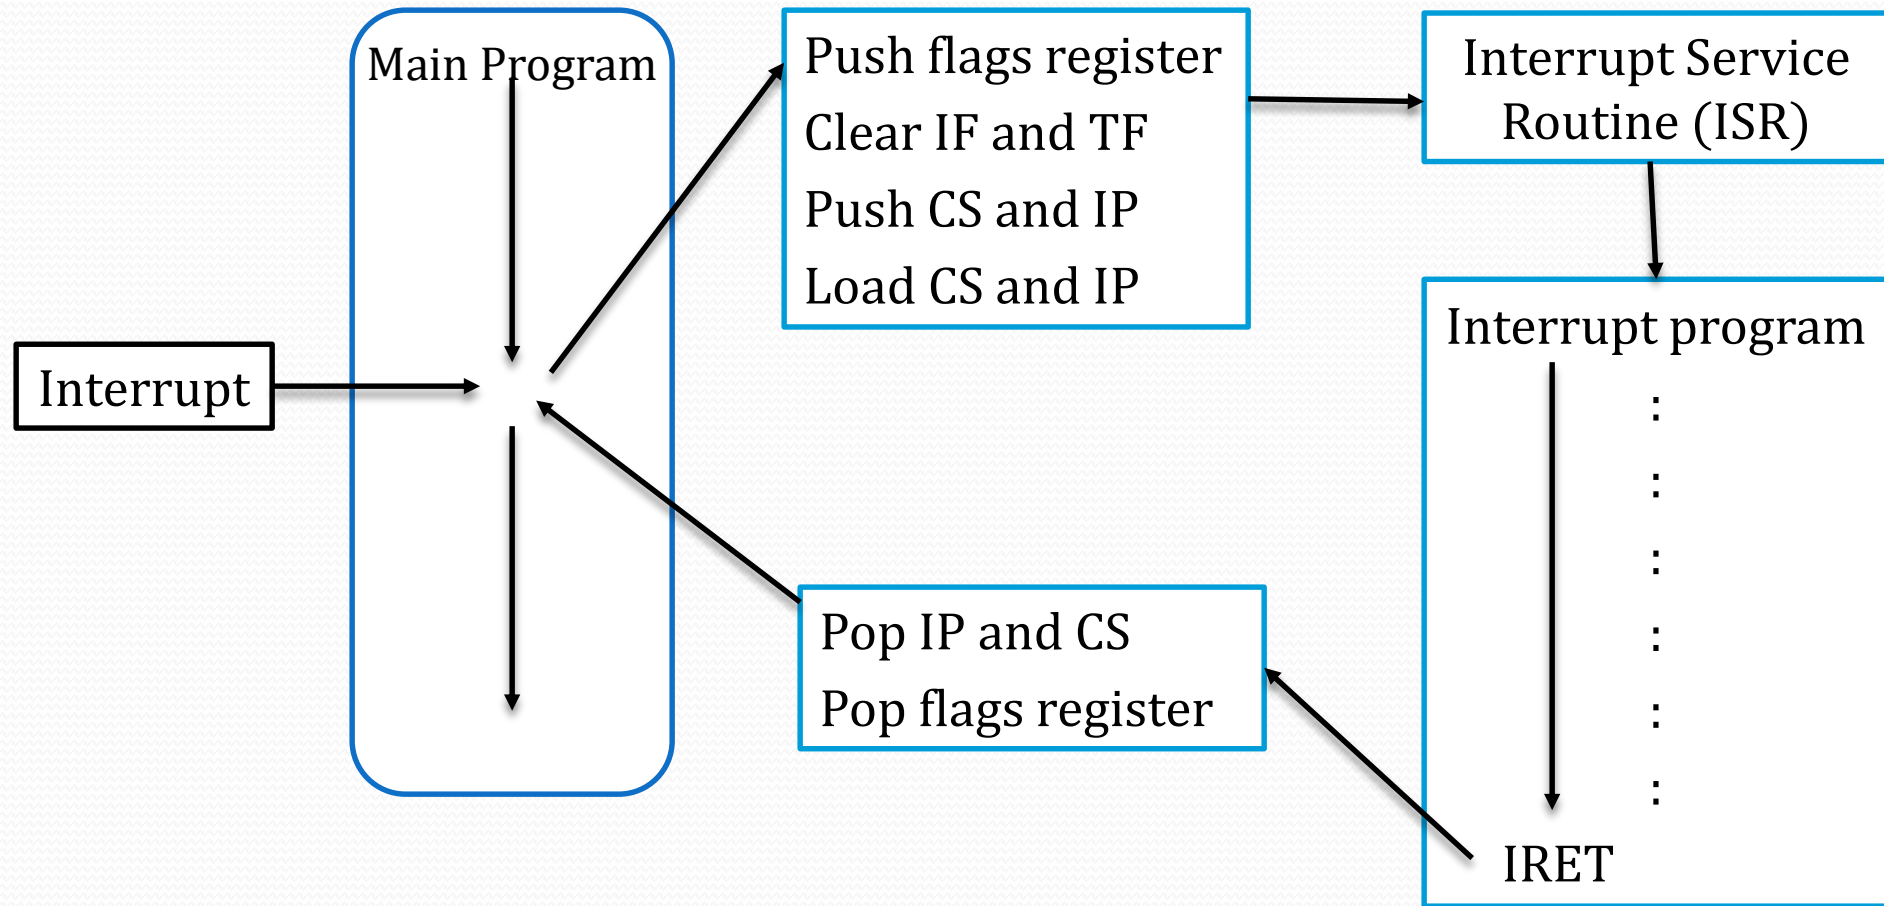 Main Program
Interrupt
Push flags register
Clear IF and TF
Push CS and IP
Load CS and IP
Interrupt Service
Routine (ISR)
Interrupt program
:
:
:
:
:
:
IRET
Pop IP and CS
Pop flags register